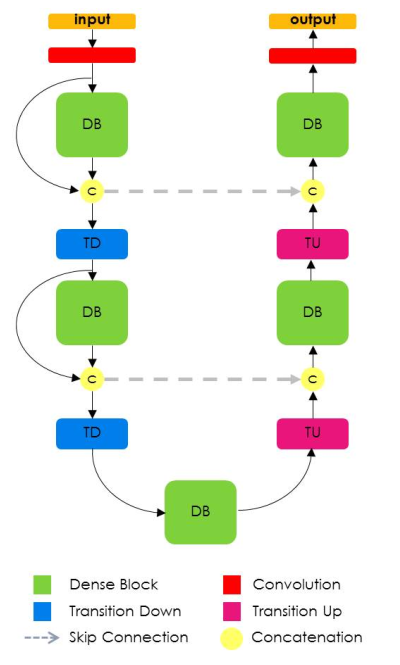 input
output
DB
DB
C
C
TD
TU
DB
DB
C
C
TD
TU
DB
Dense Block
Convolution
Transition Down
Transition Up
Skip Connection
Concatenation